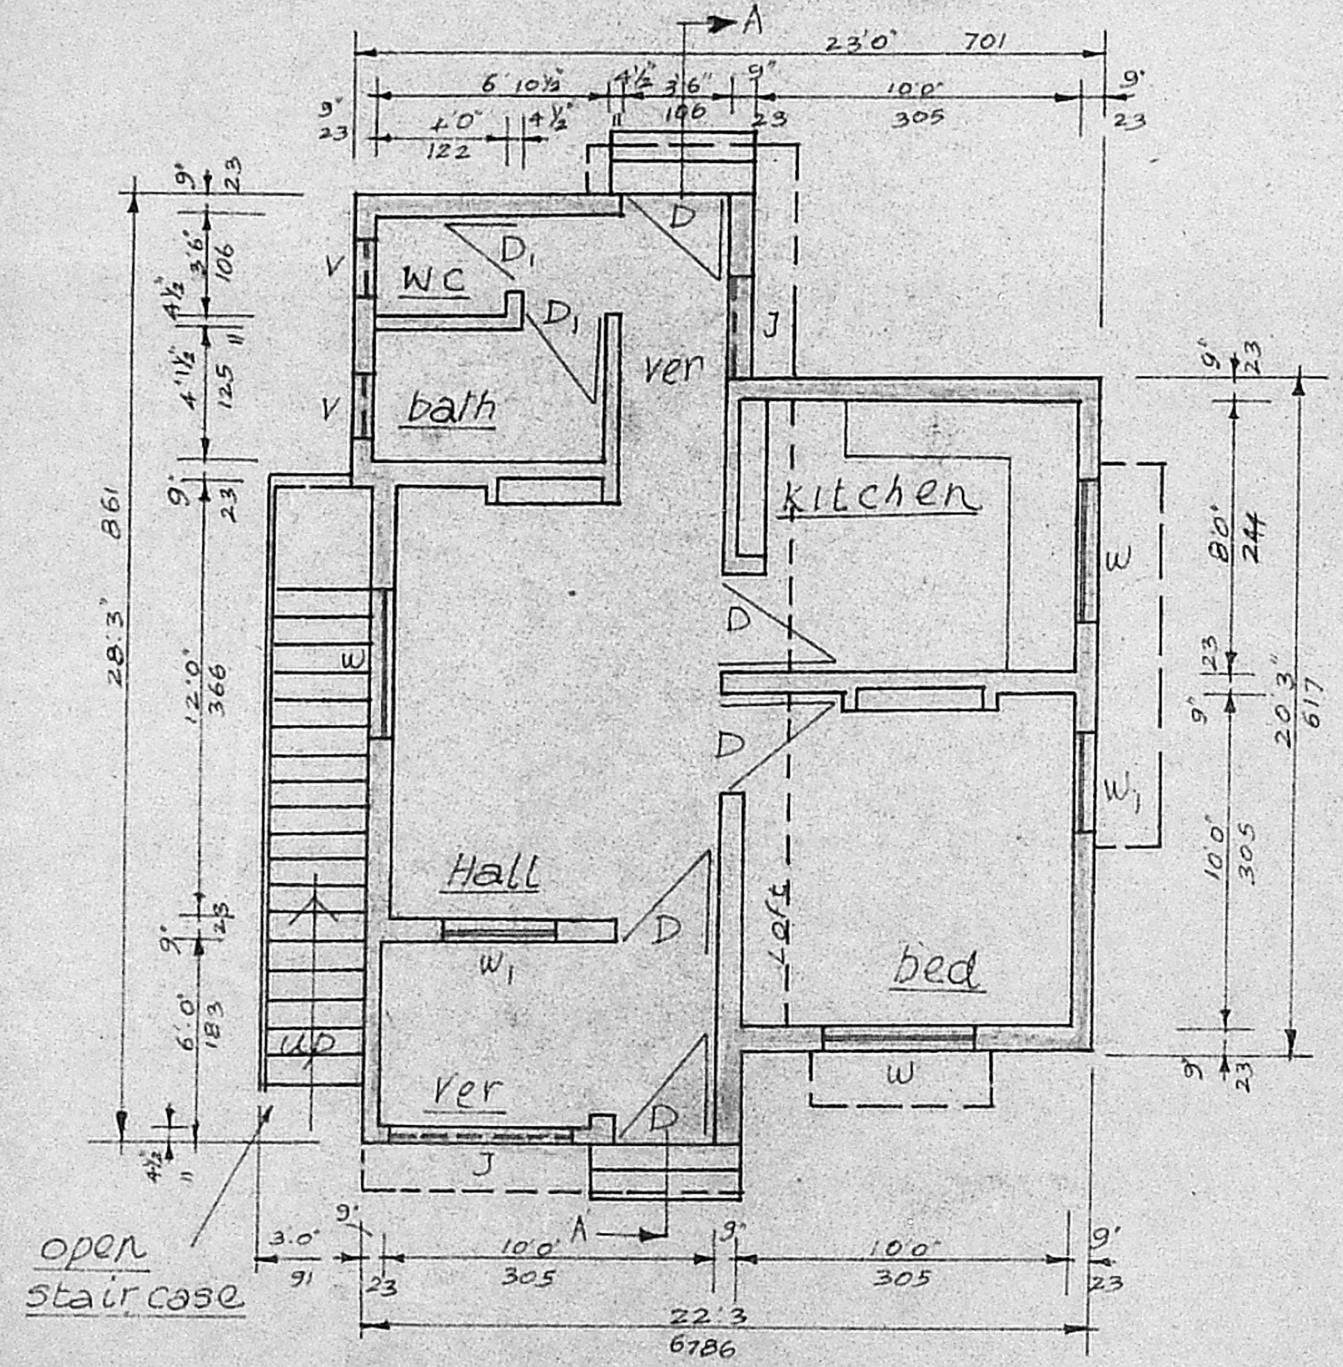 A
23'0" 701
6'10½" 4½" 3'6" 9" 10'0" 9"
9" 4'0" 4½" 11 106 23 305 23
23 122
9" 23
3'6" 106
4½" 11
4'1½" 125
9" 23
28'3" 861
12'0" 366
9" 23
6'0" 183
4½" 11
V
WC
D1
D
D1
V
bath
ver
J
kitchen
W
D
W
D
W1
Hall
D
Loft
bed
W1
W
up
ver
D
J
A
9" 23
8'0" 244
9" 23
20'3" 617
10'0" 305
9" 23
open
staircase
3'0" 9" 10'0" 9" 10'0" 9"
91 23 305 305 23
22'3
6786